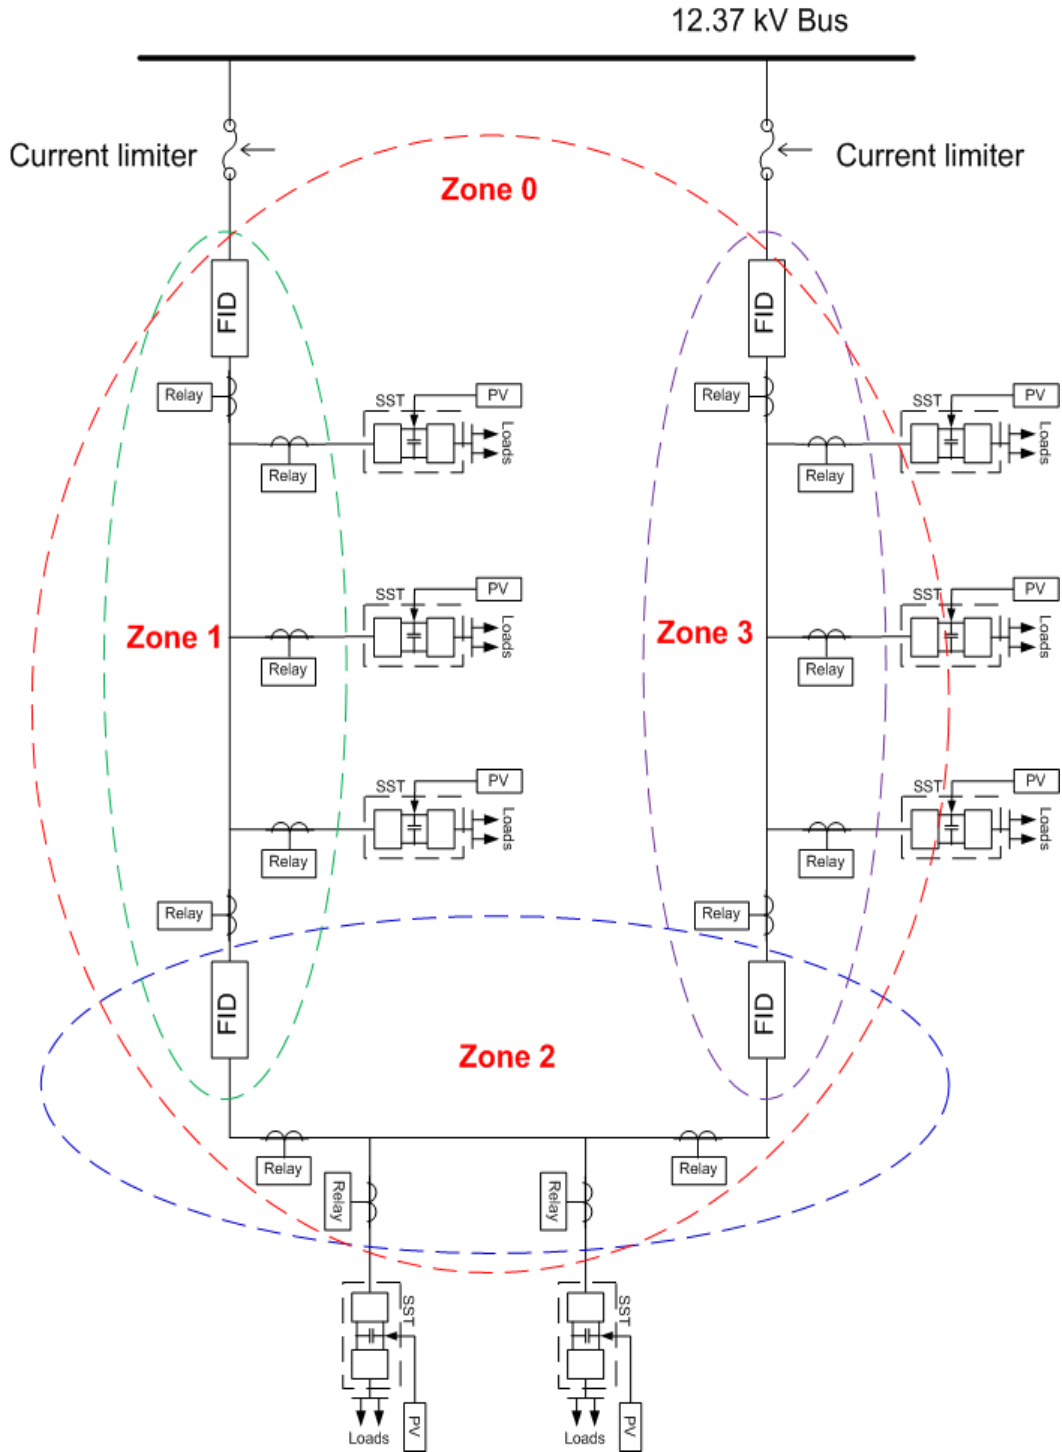 12.37 kV Bus
Current limiter
Current limiter
Zone 0
FID
FID
Relay
SST
PV
Loads
Relay
Relay
SST
PV
Loads
Relay
SST
PV
Loads
Relay
SST
PV
Loads
Relay
Zone 1
Zone 3
SST
PV
Loads
Relay
SST
PV
Loads
Relay
Relay
Relay
FID
FID
Zone 2
Relay
Relay
Relay
Relay
SST
SST
PV
PV
Loads
Loads